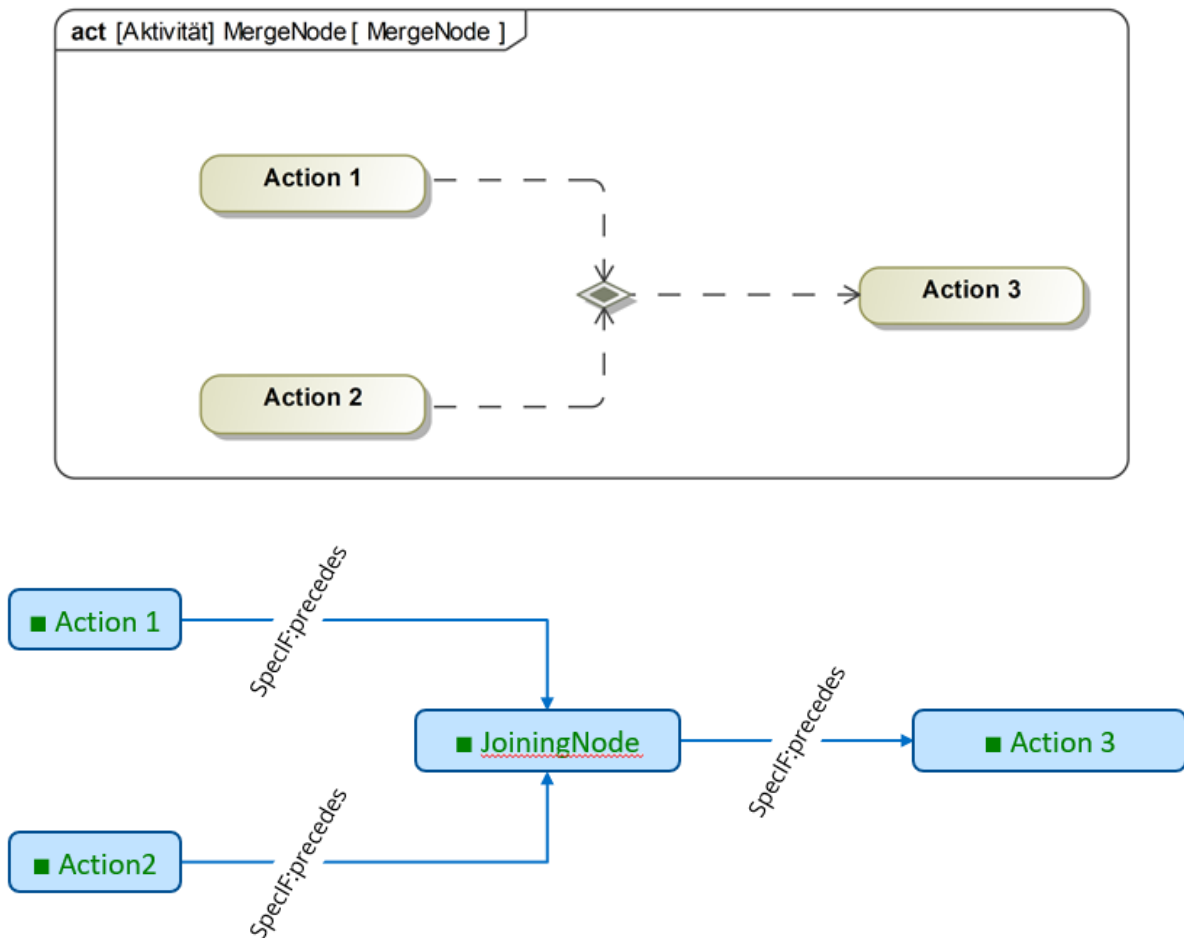 act [Aktivität] MergeNode [ MergeNode ]
Action 1
Action 3
Action 2
SpecIF:precedes
■ Action 1
SpecIF:precedes
■ JoiningNode
■ Action 3
SpecIF:precedes
■ Action2